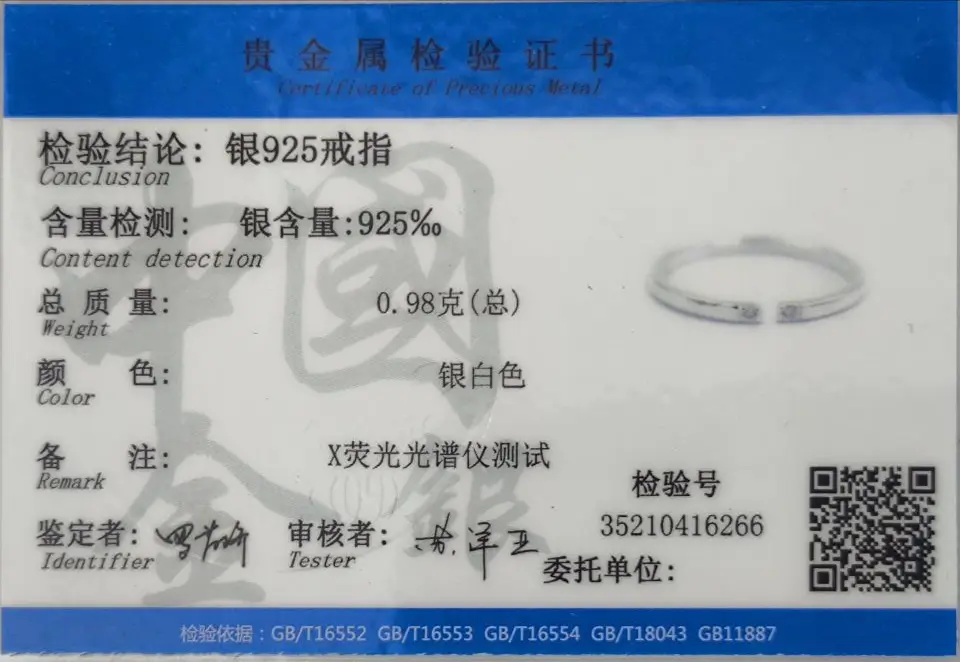 贵金属检验证书
Certificate of Precious Metal
检验结论: 银925戒指
Conclusion
含量检测: 银含量:925‰
Content detection
总质量: 0.98克(总)
Weight
颜 色: 银白色
Color
备 注: X荧光光谱仪测试
Remark
检验号
35210416266
鉴定者: 审核者:
Identifier Tester
委托单位:
检验依据：GB/T16552 GB/T16553 GB/T16554 GB/T18043 GB11887
中國
金銀